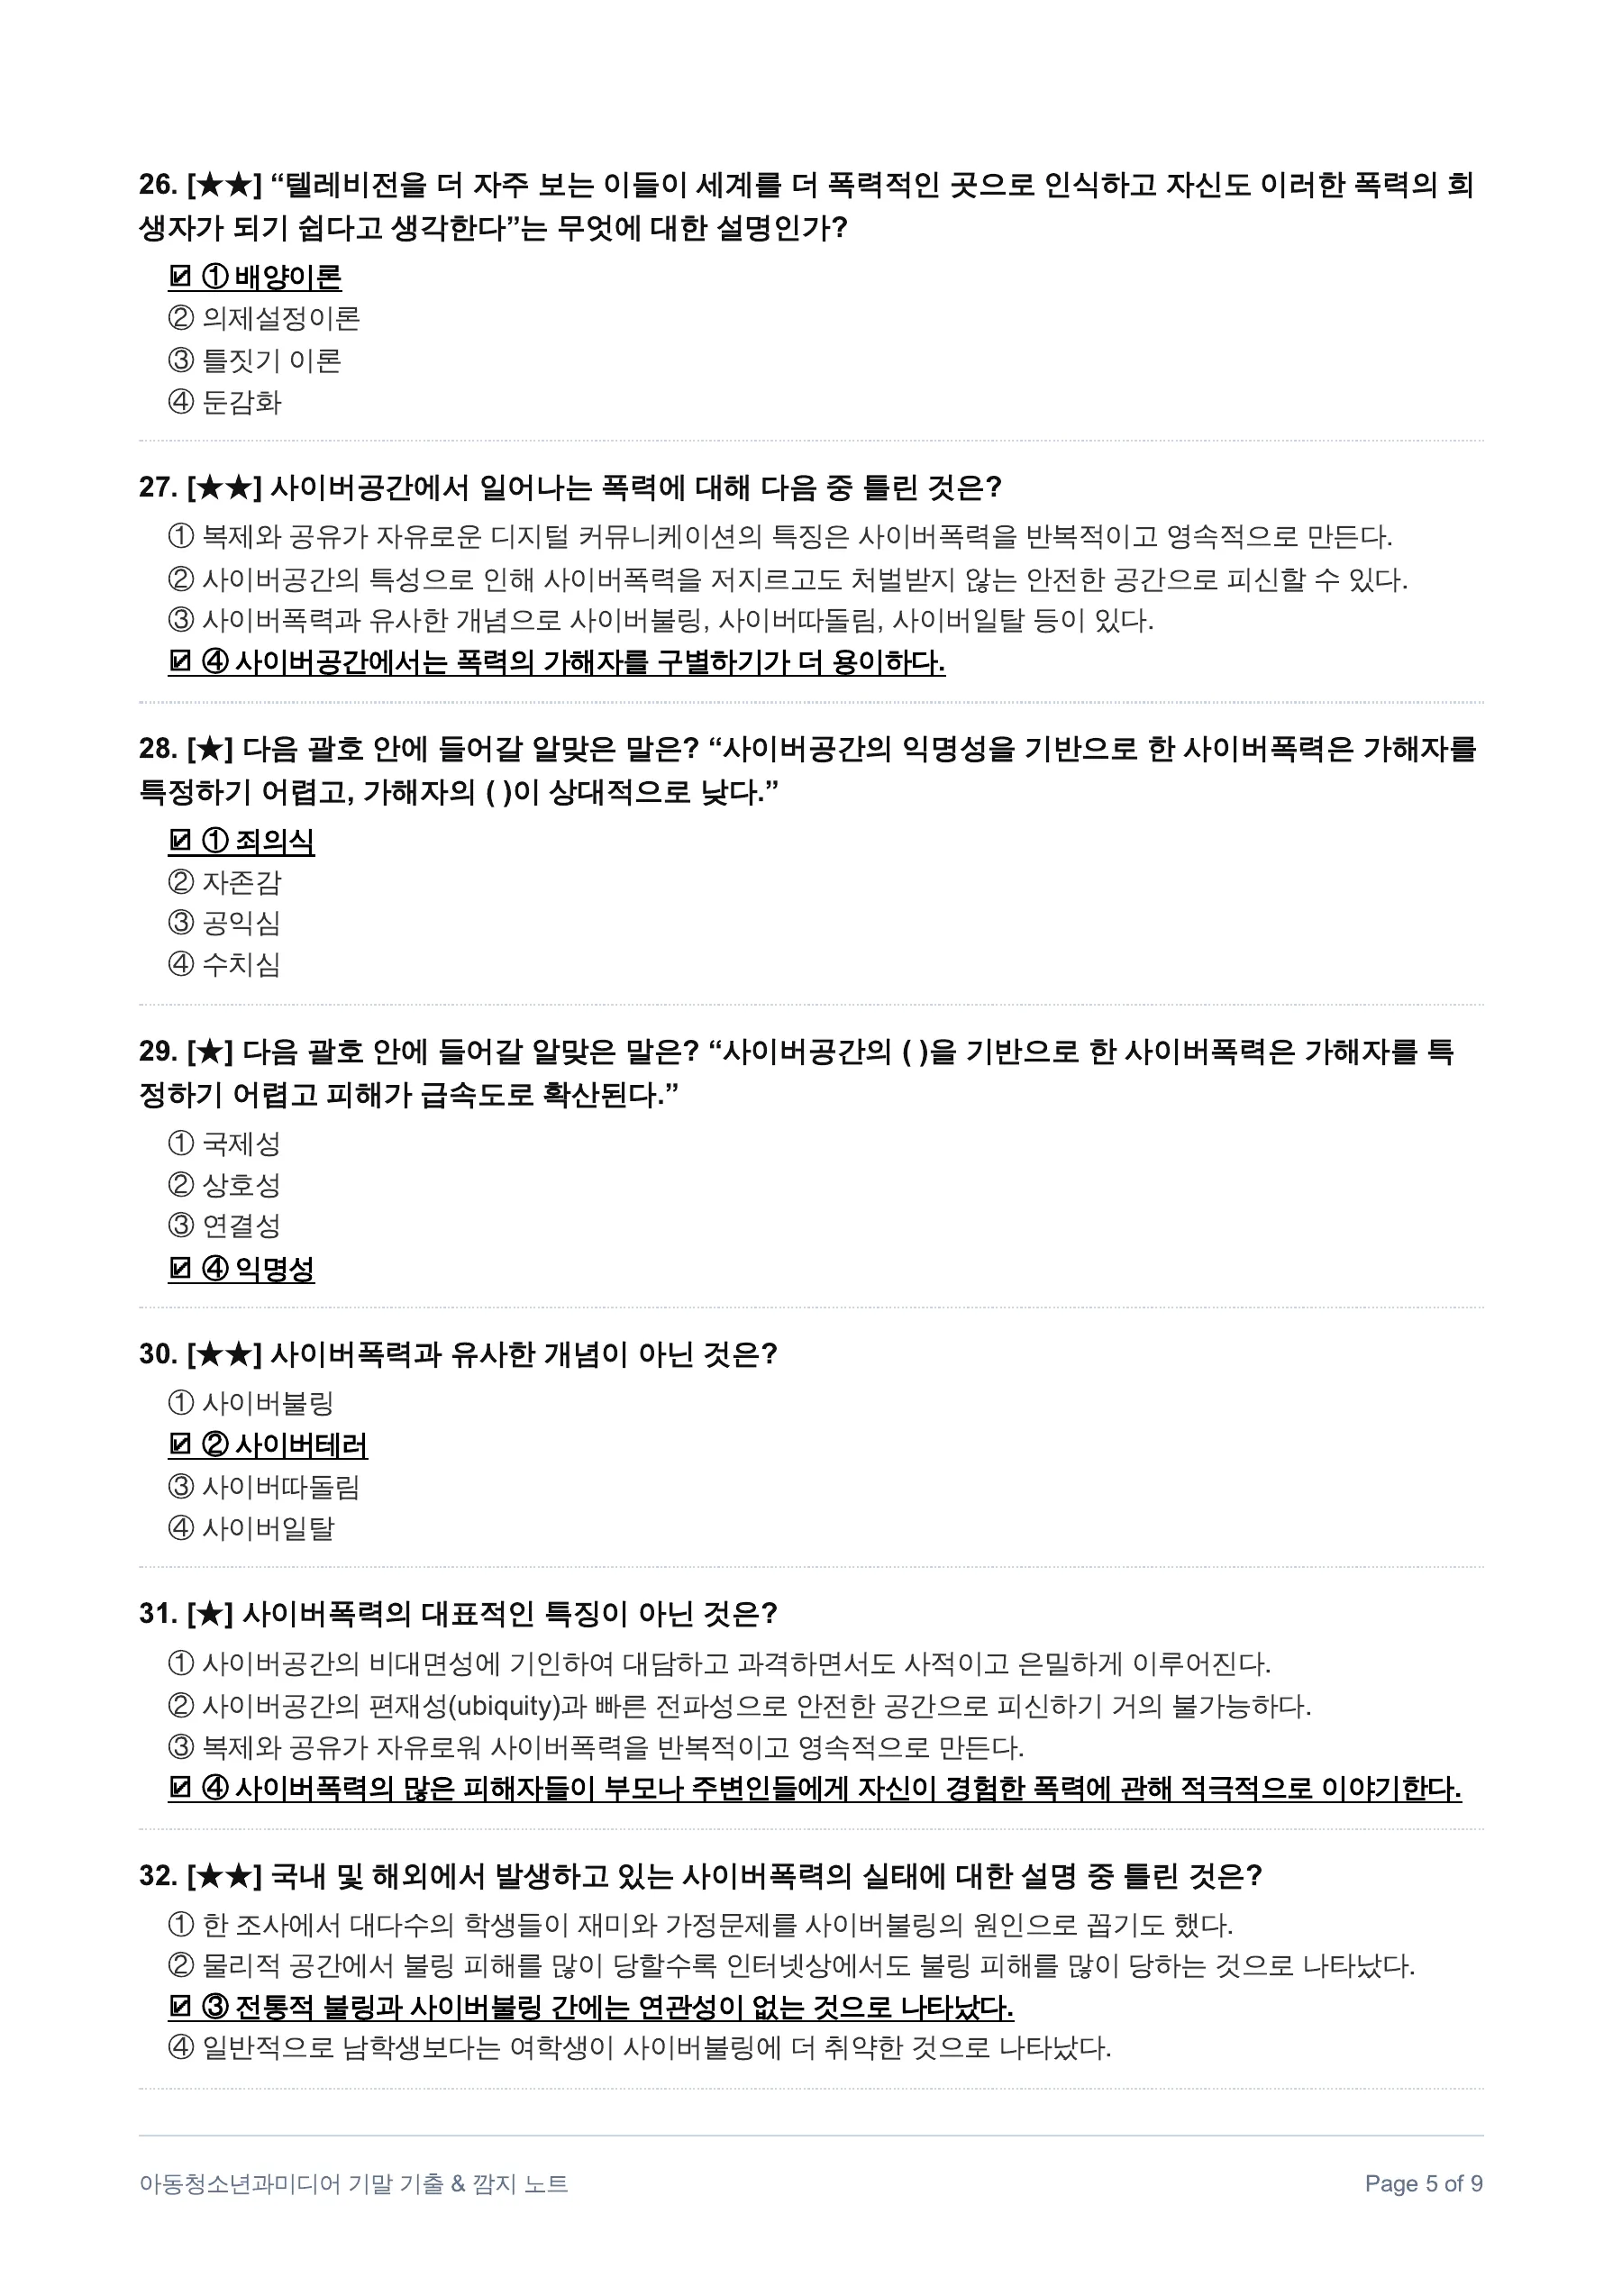 26. [★★] “텔레비전을 더 자주 보는 이들이 세계를 더 폭력적인 곳으로 인식하고 자신도 이러한 폭력의 희
생자가 되기 쉽다고 생각한다”는 무엇에 대한 설명인가?
☑ ① 배양이론
② 의제설정이론
③ 틀짓기 이론
④ 둔감화
27. [★★] 사이버공간에서 일어나는 폭력에 대해 다음 중 틀린 것은?
① 복제와 공유가 자유로운 디지털 커뮤니케이션의 특징은 사이버폭력을 반복적이고 영속적으로 만든다.
② 사이버공간의 특성으로 인해 사이버폭력을 저지르고도 처벌받지 않는 안전한 공간으로 피신할 수 있다.
③ 사이버폭력과 유사한 개념으로 사이버불링, 사이버따돌림, 사이버일탈 등이 있다.
☑ ④ 사이버공간에서는 폭력의 가해자를 구별하기가 더 용이하다.
28. [★] 다음 괄호 안에 들어갈 알맞은 말은? “사이버공간의 익명성을 기반으로 한 사이버폭력은 가해자를
특정하기 어렵고, 가해자의 ( )이 상대적으로 낮다.”
☑ ① 죄의식
② 자존감
③ 공익심
④ 수치심
29. [★] 다음 괄호 안에 들어갈 알맞은 말은? “사이버공간의 ( )을 기반으로 한 사이버폭력은 가해자를 특
정하기 어렵고 피해가 급속도로 확산된다.”
① 국제성
② 상호성
③ 연결성
☑ ④ 익명성
30. [★★] 사이버폭력과 유사한 개념이 아닌 것은?
① 사이버불링
☑ ② 사이버테러
③ 사이버따돌림
④ 사이버일탈
31. [★] 사이버폭력의 대표적인 특징이 아닌 것은?
① 사이버공간의 비대면성에 기인하여 대담하고 과격하면서도 사적이고 은밀하게 이루어진다.
② 사이버공간의 편재성(ubiquity)과 빠른 전파성으로 안전한 공간으로 피신하기 거의 불가능하다.
③ 복제와 공유가 자유로워 사이버폭력을 반복적이고 영속적으로 만든다.
☑ ④ 사이버폭력의 많은 피해자들이 부모나 주변인들에게 자신이 경험한 폭력에 관해 적극적으로 이야기한다.
32. [★★] 국내 및 해외에서 발생하고 있는 사이버폭력의 실태에 대한 설명 중 틀린 것은?
① 한 조사에서 대다수의 학생들이 재미와 가정문제를 사이버불링의 원인으로 꼽기도 했다.
② 물리적 공간에서 불링 피해를 많이 당할수록 인터넷상에서도 불링 피해를 많이 당하는 것으로 나타났다.
☑ ③ 전통적 불링과 사이버불링 간에는 연관성이 없는 것으로 나타났다.
④ 일반적으로 남학생보다는 여학생이 사이버불링에 더 취약한 것으로 나타났다.
아동청소년과미디어 기말 기출 & 깜지 노트
Page 5 of 9